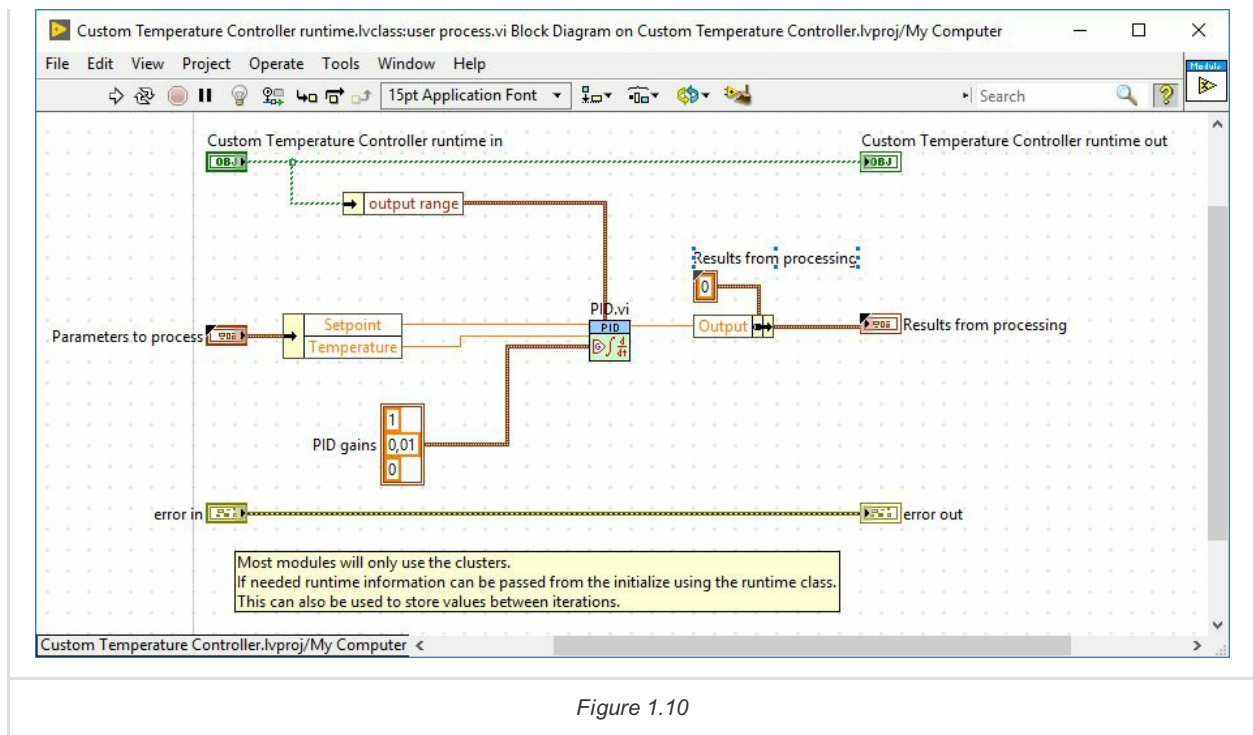 Custom Temperature Controller runtime.lvclass:user process.vi Block Diagram on Custom Temperature Controller.lvproj/My Computer
File Edit View Project Operate Tools Window Help
Module
15pt Application Font
Search
Custom Temperature Controller runtime in
Custom Temperature Controller runtime out
OBJ
OBJ
output range
Results from processing
0
PID.vi
Setpoint
PID
Output
Results from processing
Parameters to process
Temperature
d
dt
1
PID gains 0,01
0
error in
error out
Most modules will only use the clusters.
If needed runtime information can be passed from the initialize using the runtime class.
This can also be used to store values between iterations.
Custom Temperature Controller.lvproj/My Computer
Figure 1.10